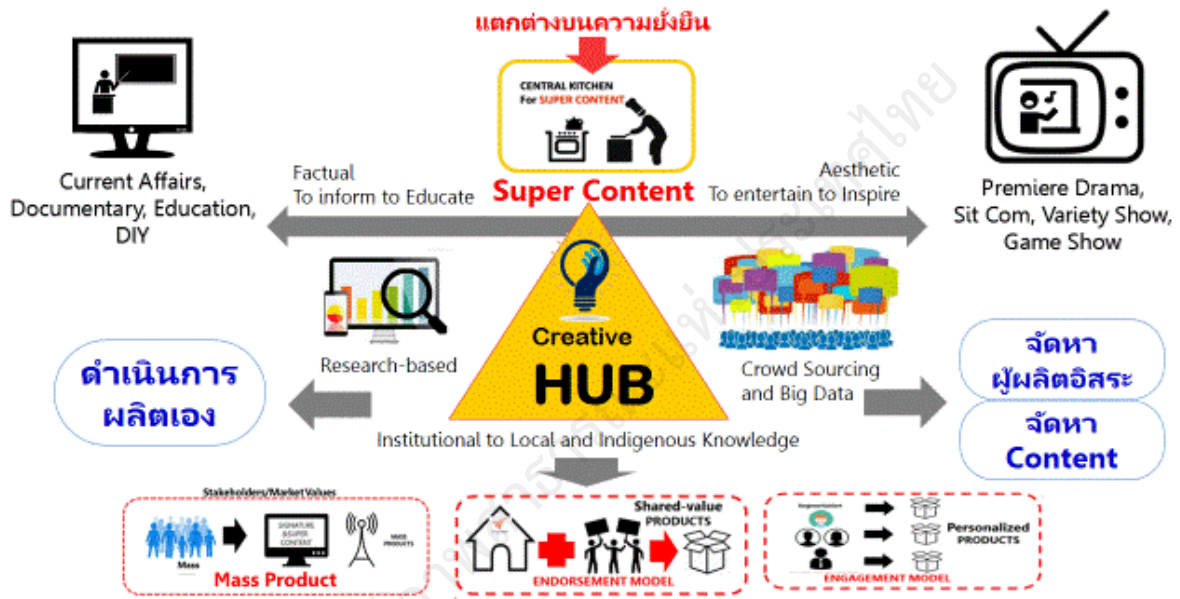 แตกต่างบนความยั่งยืน
CENTRAL KITCHEN
For SUPER CONTENT
Super Content
Factual
To inform to Educate
Aesthetic
To entertain to Inspire
Current Affairs,
Documentary, Education,
DIY
Premiere Drama,
Sit Com, Variety Show,
Game Show
Creative
HUB
Research-based
Crowd Sourcing
and Big Data
ดำเนินการ
ผลิตเอง
จัดหา
ผู้ผลิตอิสระ
จัดหา
Content
Institutional to Local and Indigenous Knowledge
Stakeholders/Market Values
Mass
SIGNATURE
&SUPER
CONTENT
MASS
PRODUCTS
Mass Product
Shared-value
PRODUCTS
ENDORSEMENT MODEL
Personalized
PRODUCTS
ENGAGEMENT MODEL